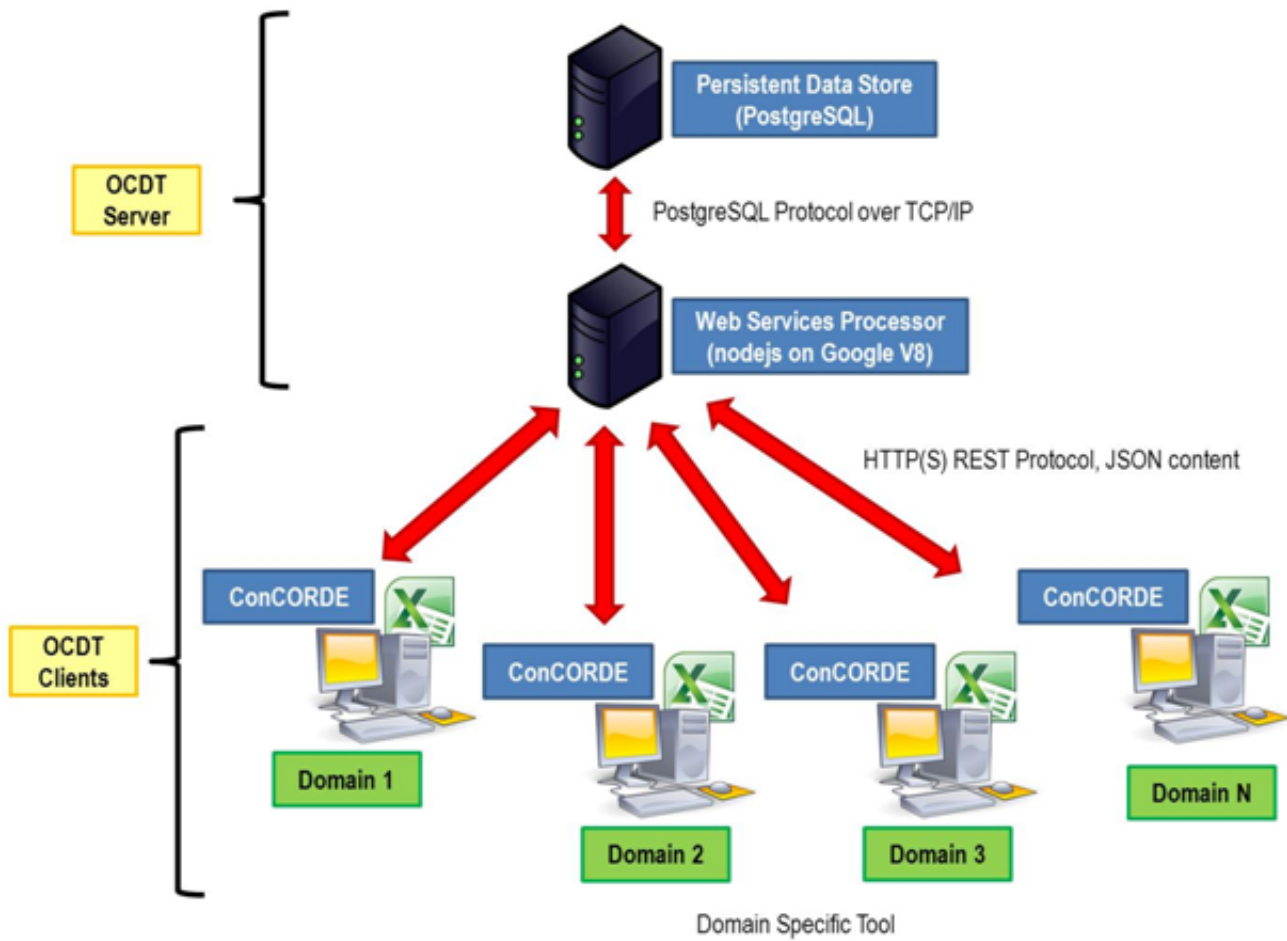 Persistent Data Store
(PostgreSQL)
OCDT
Server
PostgreSQL Protocol over TCP/IP
Web Services Processor
(nodejs on Google V8)
HTTP(S) REST Protocol, JSON content
ConCORDE
ConCORDE
ConCORDE
ConCORDE
OCDT
Clients
Domain 1
Domain 2
Domain 3
Domain N
Domain Specific Tool